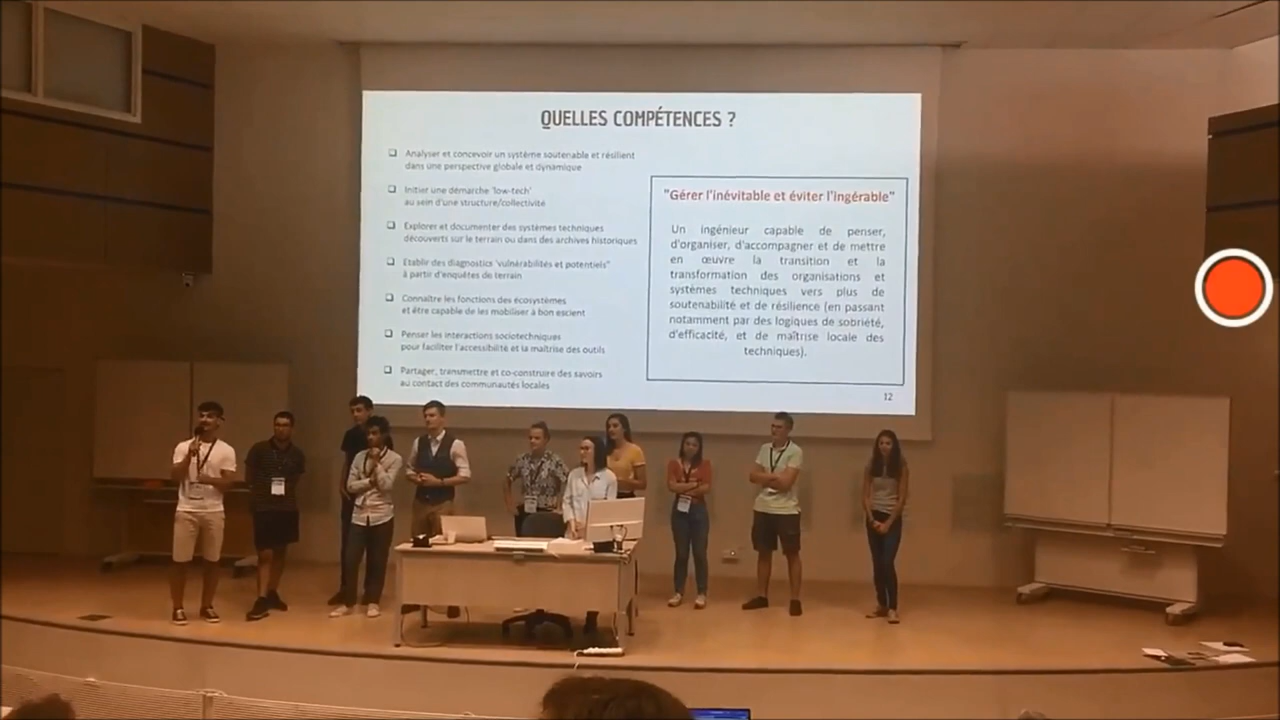 QUELLES COMPÉTENCES ?
Analyser et concevoir un système soutenable et résilient
dans une perspective globale et dynamique
Initier une démarche 'low-tech'
au sein d'une structure/collectivité
Explorer et documenter des systèmes techniques
découverts sur le terrain ou dans des archives historiques
Etablir des diagnostics 'vulnérabilités et potentiels"
à partir d'enquêtes de terrain
Connaître les fonctions des écosystèmes
et être capable de les mobiliser à bon escient
Penser les interactions sociotechniques
pour faciliter l'accessibilité et la maîtrise des outils
Partager, transmettre et co-construire des savoirs
au contact des communautés locales
"Gérer l'inévitable et éviter l'ingérable"
Un ingénieur capable de penser,
d'organiser, d'accompagner et de mettre
en œuvre la transition et la
transformation des organisations et
systèmes techniques vers plus de
soutenabilité et de résilience (en passant
notamment par des logiques de sobriété,
d'efficacité, et de maîtrise locale des
techniques).
12